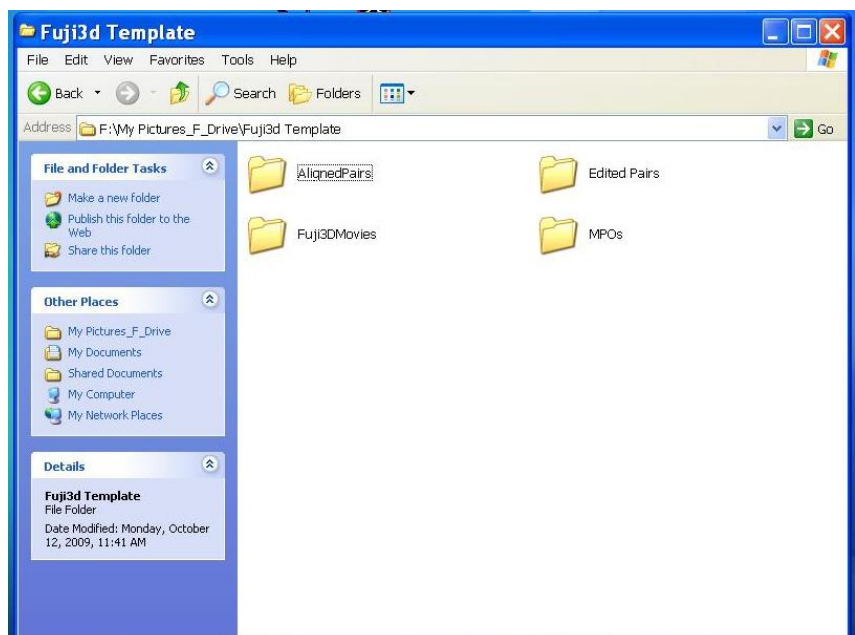 Fuji3d Template
File Edit View Favorites Tools Help
Back Search Folders
Address F:\My Pictures_F_Drive\Fuji3d Template Go
File and Folder Tasks
Make a new folder
Publish this folder to the
Web
Share this folder
Other Places
My Pictures_F_Drive
My Documents
Shared Documents
My Computer
My Network Places
Details
Fuji3d Template
File Folder
Date Modified: Monday, October
12, 2009, 11:41 AM
AlignedPairs Edited Pairs
Fuji3DMovies MPOs